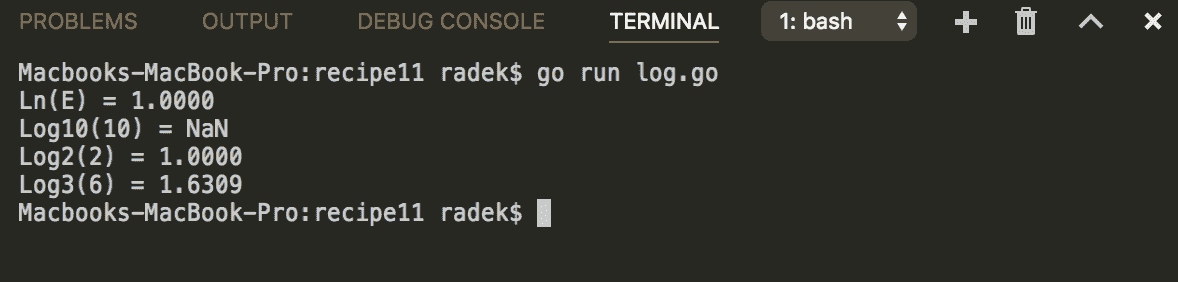 PROBLEMS OUTPUT DEBUG CONSOLE TERMINAL 1: bash
Macbooks-MacBook-Pro:recipe11 radek$ go run log.go
Ln(E) = 1.0000
Log10(10) = NaN
Log2(2) = 1.0000
Log3(6) = 1.6309
Macbooks-MacBook-Pro:recipe11 radek$